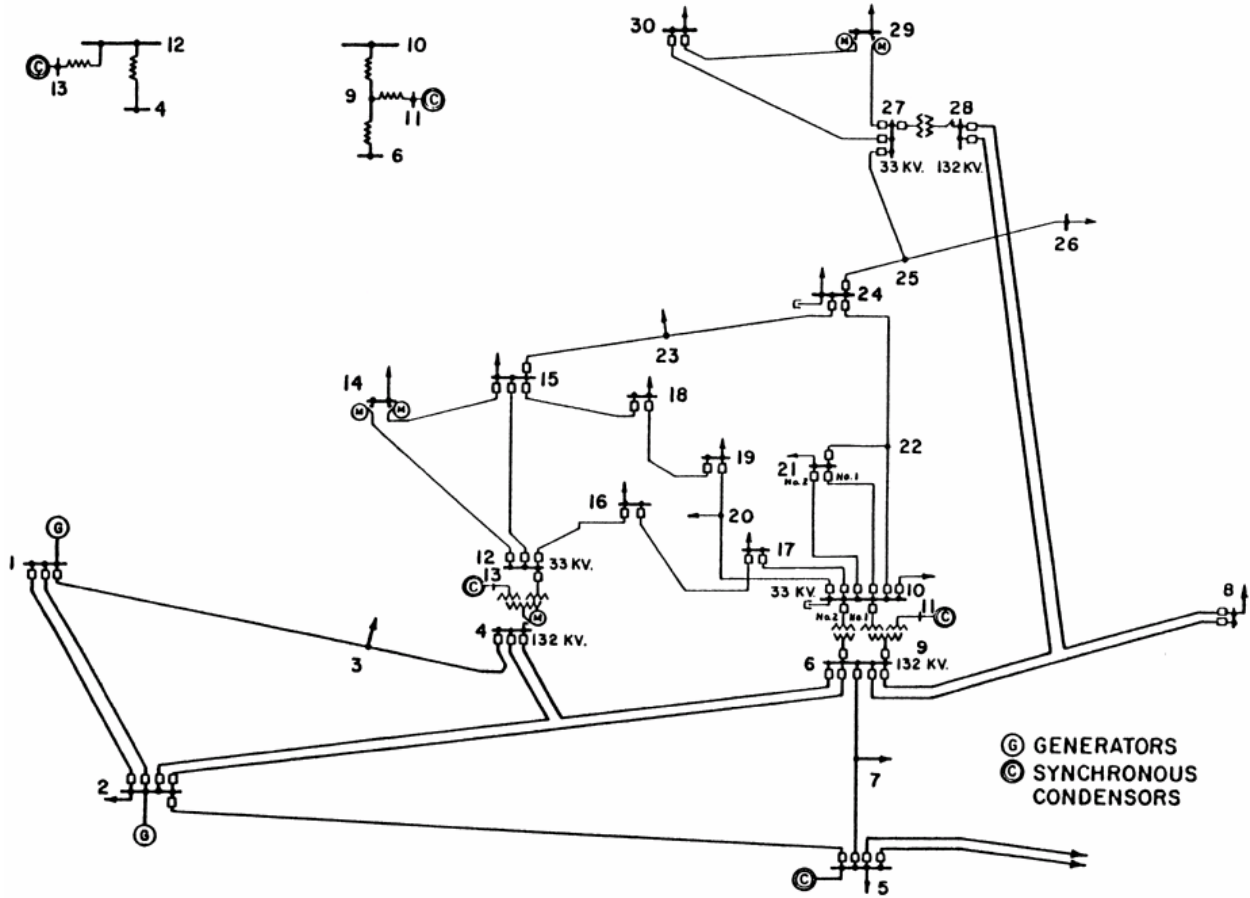 12
C
13
4
10
9
C
11
6
30
29
M
M
27
28
33 KV.
132 KV.
26
25
24
23
15
14
M
M
18
22
19
21
No.2
No.1
16
20
17
G
1
12
33 KV.
C
13
M
4
132 KV.
3
33 KV.
10
No.2
No.1
11
C
9
6
132 KV.
8
2
G
7
C
5
G GENERATORS
C SYNCHRONOUS
CONDENSORS